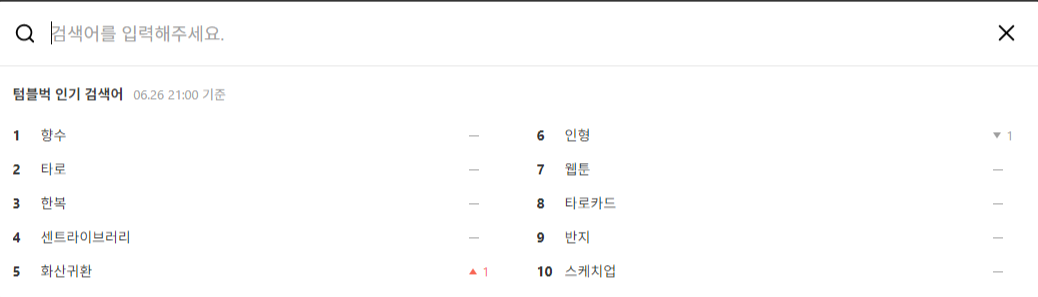 검색어를 입력해주세요.
텀블벅 인기 검색어 06.26 21:00 기준
1 향수 —
2 타로 —
3 한복 —
4 센트라이브러리 —
5 화산귀환 ▲ 1
6 인형 ▼ 1
7 웹툰 —
8 타로카드 —
9 반지 —
10 스케치업 —